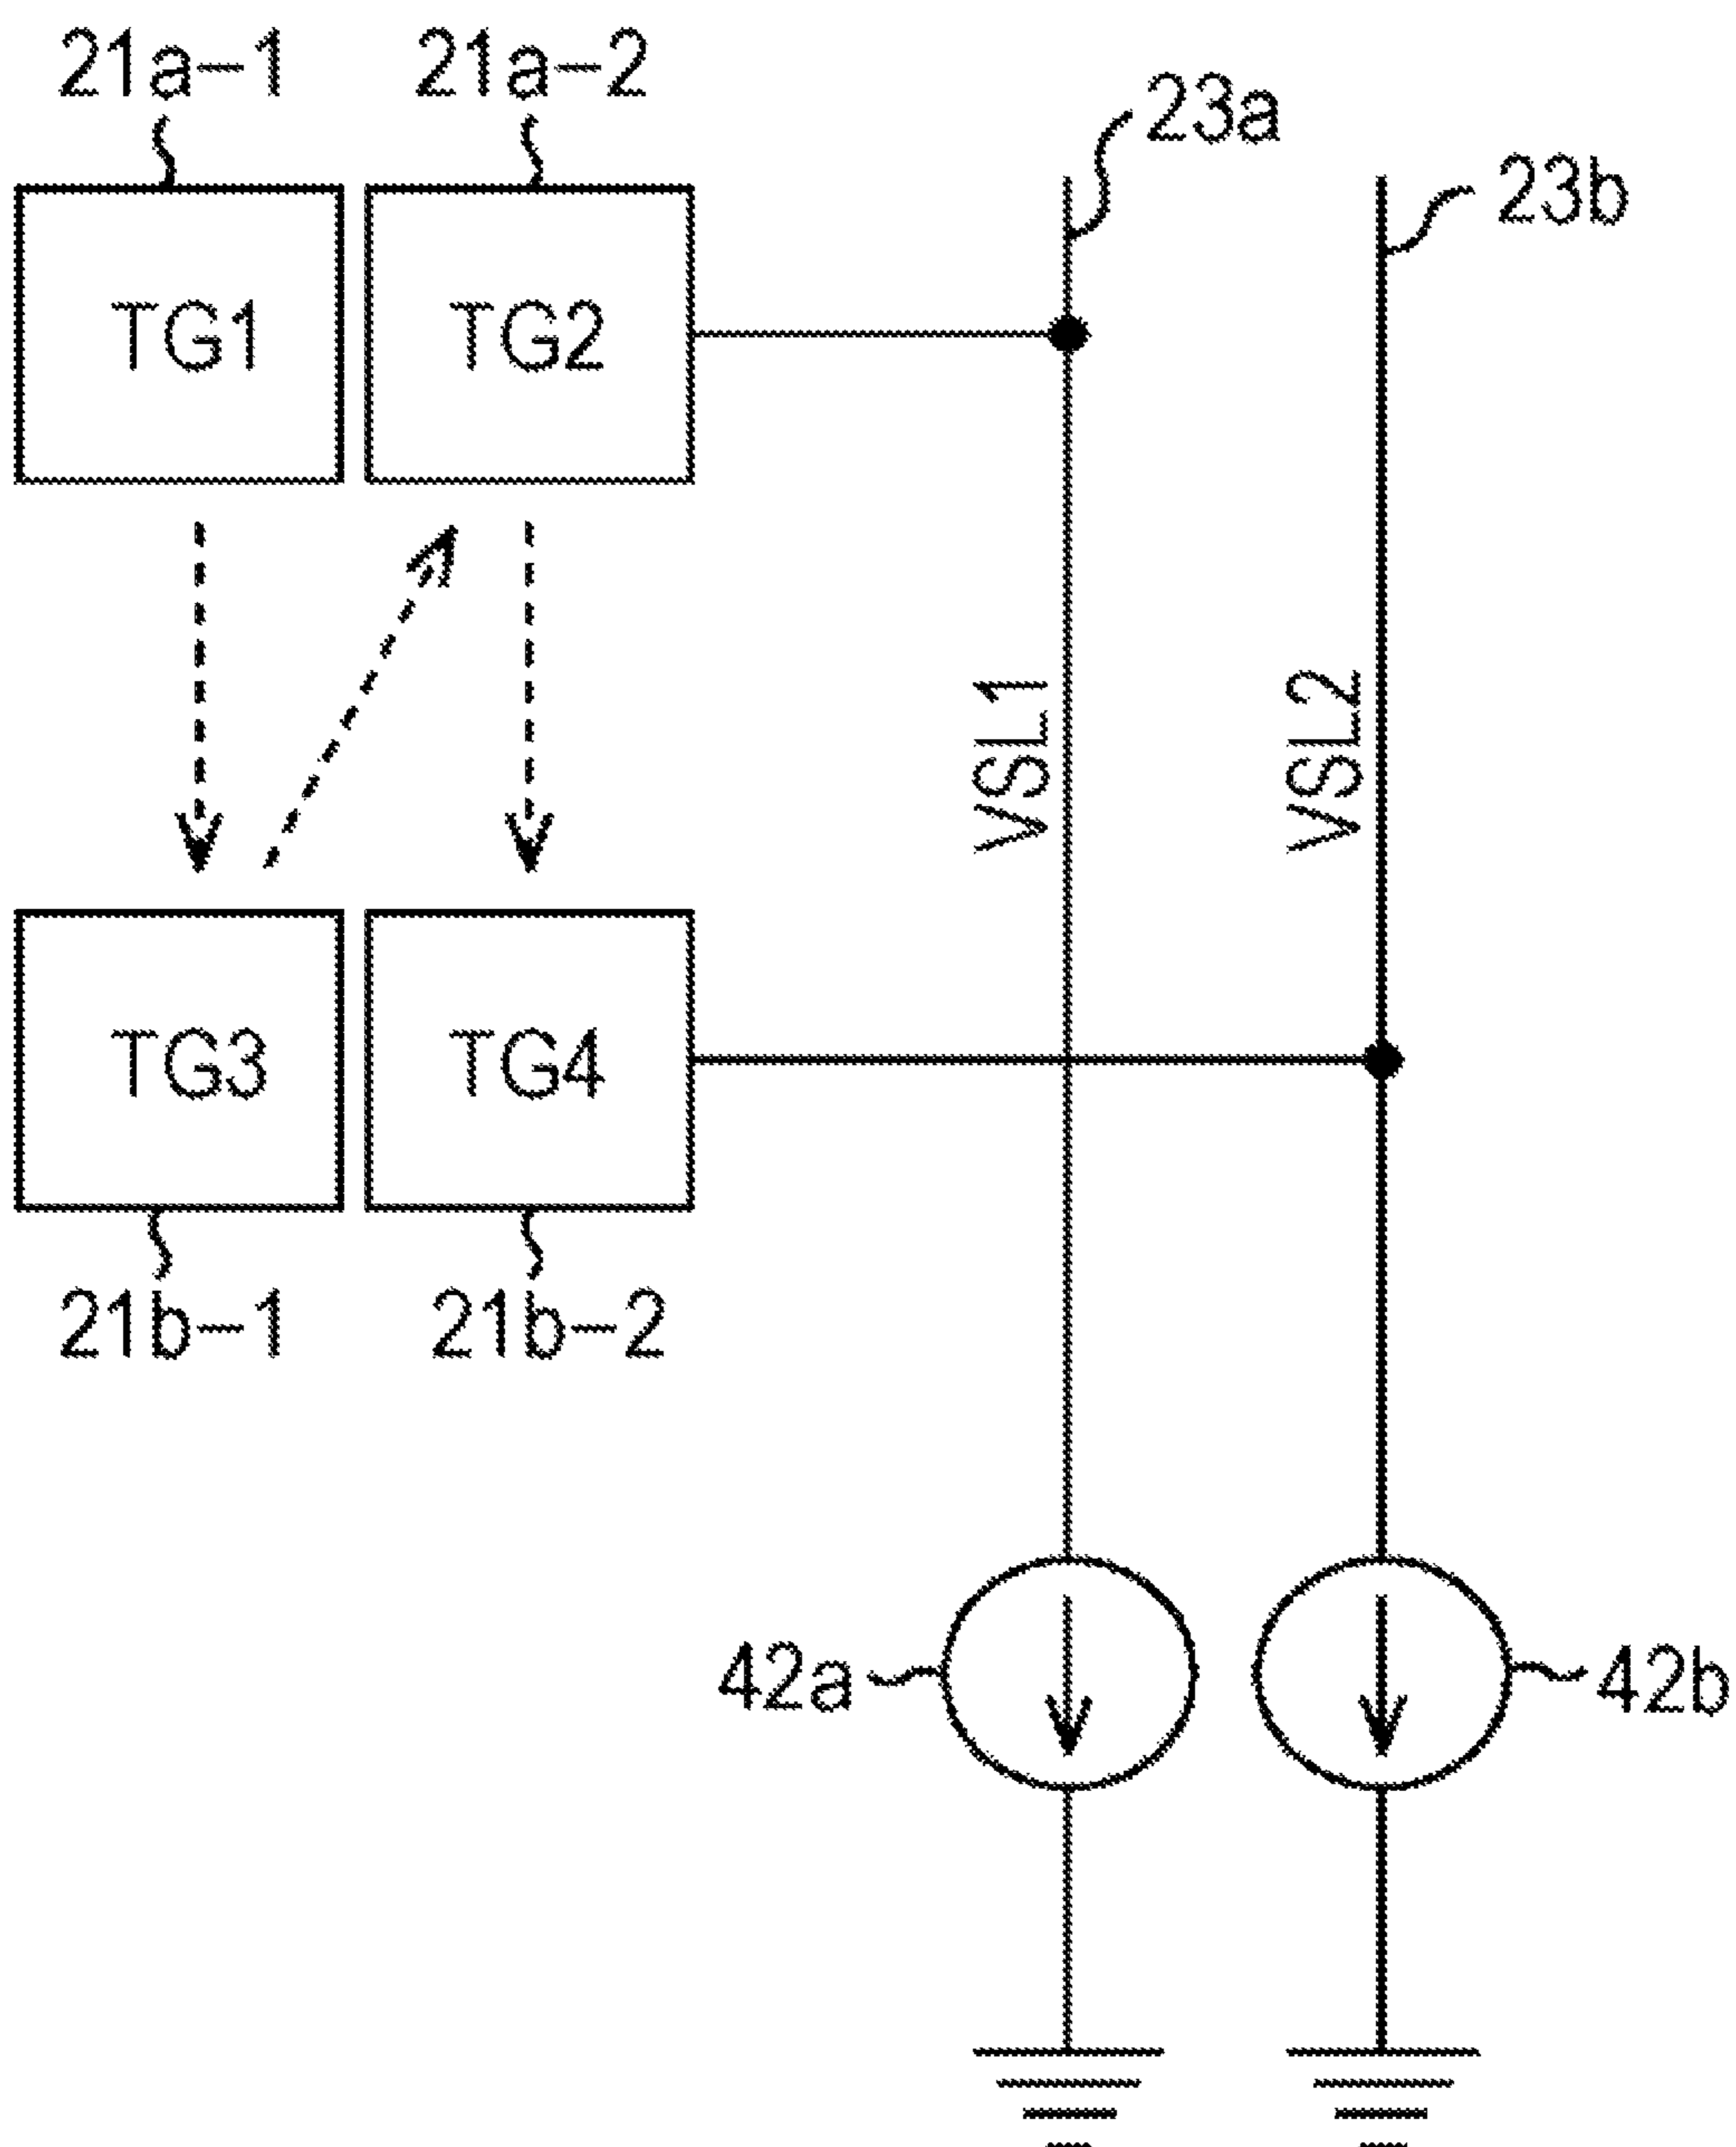 21a-1
21a-2
23a
23b
TG1
TG2
VSL1
VSL2
TG3
TG4
21b-1
21b-2
42a
42b